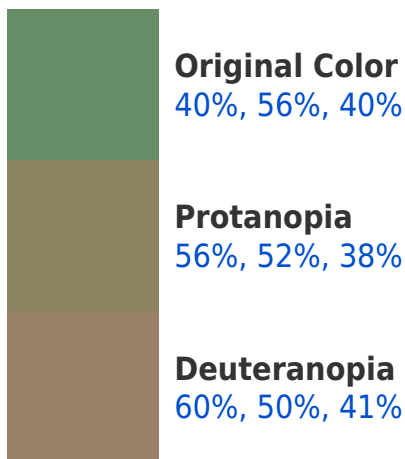 Original Color
40%, 56%, 40%
Protanopia
56%, 52%, 38%
Deuteranopia
60%, 50%, 41%